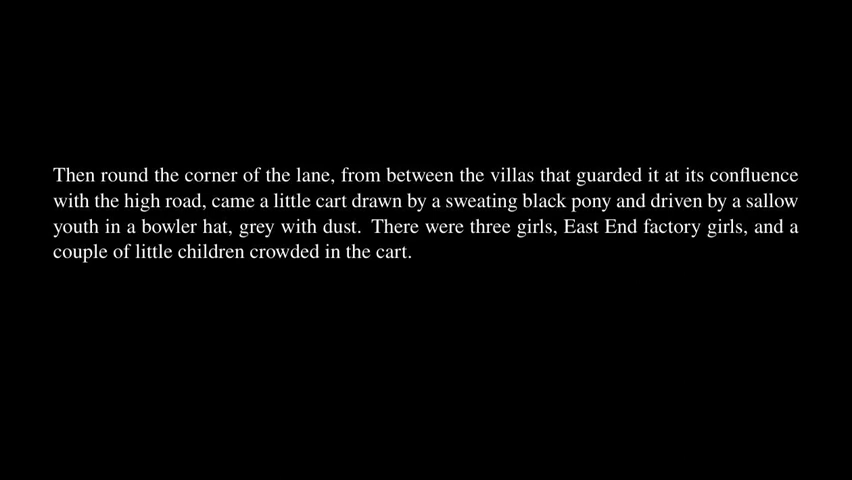 Then round the corner of the lane, from between the villas that guarded it at its confluence
with the high road, came a little cart drawn by a sweating black pony and driven by a sallow
youth in a bowler hat, grey with dust. There were three girls, East End factory girls, and a
couple of little children crowded in the cart.